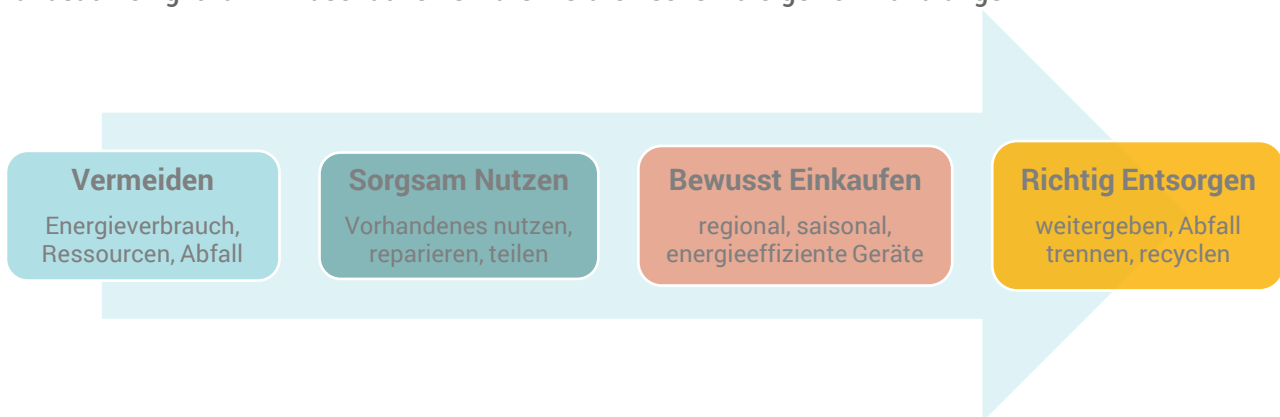 Vermeiden
Energieverbrauch,
Ressourcen, Abfall
Sorgsam Nutzen
Vorhandenes nutzen,
reparieren, teilen
Bewusst Einkaufen
regional, saisonal,
energieeffiziente Geräte
Richtig Entsorgen
weitergeben, Abfall
trennen, recyclen